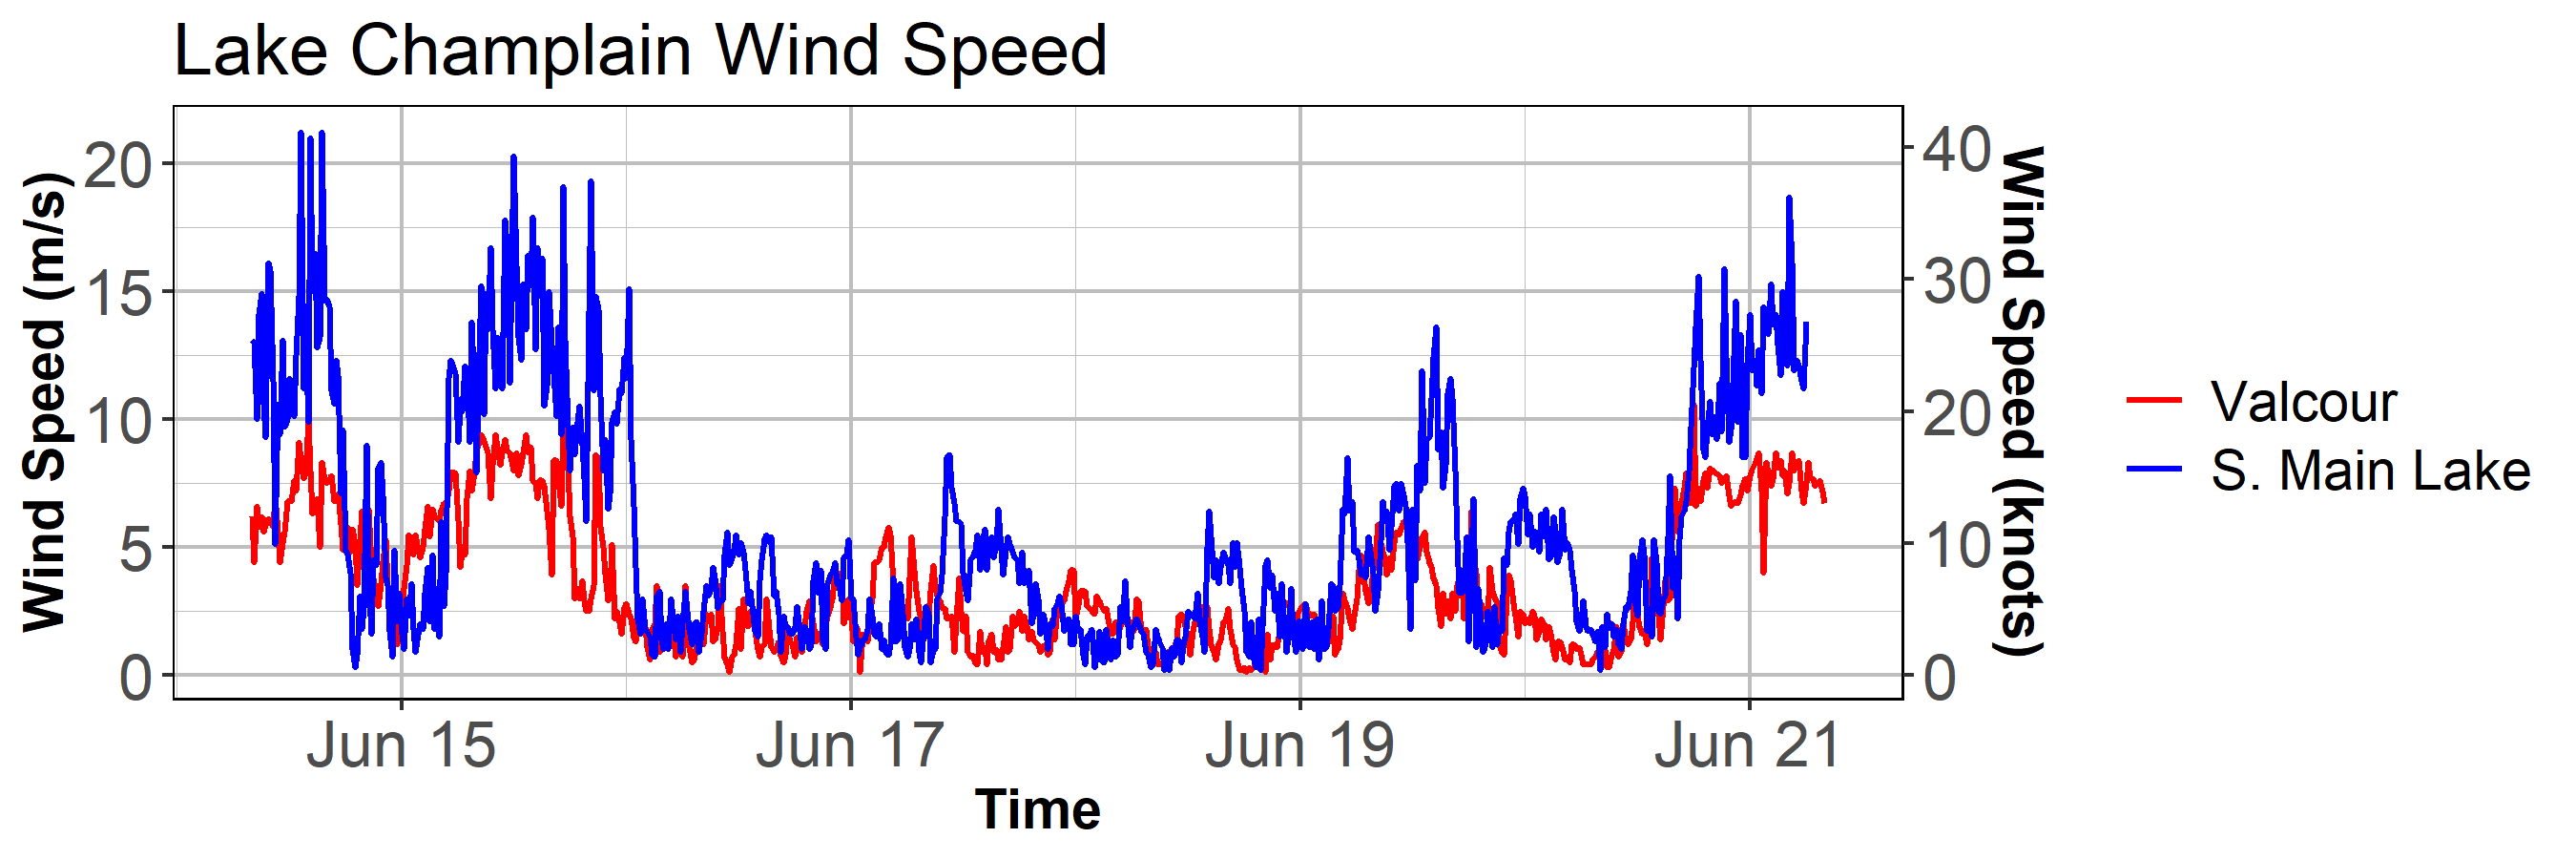 Lake Champlain Wind Speed
Wind Speed (m/s)
20
15
10
5
0
40
30
20
10
0
Wind Speed (knots)
Jun 15
Jun 17
Jun 19
Jun 21
Time
Valcour
S. Main Lake